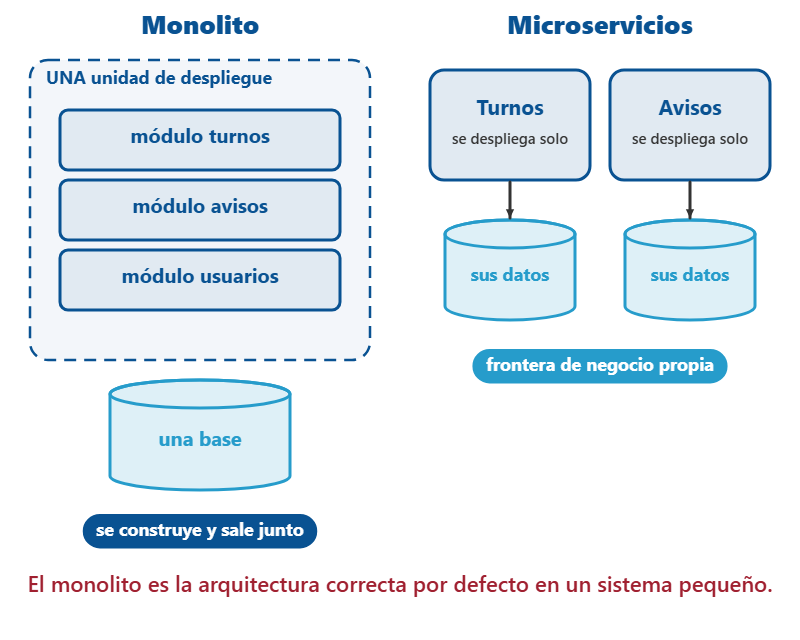 Monolito
UNA unidad de despliegue
módulo turnos
módulo avisos
módulo usuarios
una base
se construye y sale junto
Microservicios
Turnos
se despliega solo
sus datos
Avisos
se despliega solo
sus datos
frontera de negocio propia
El monolito es la arquitectura correcta por defecto en un sistema pequeño.